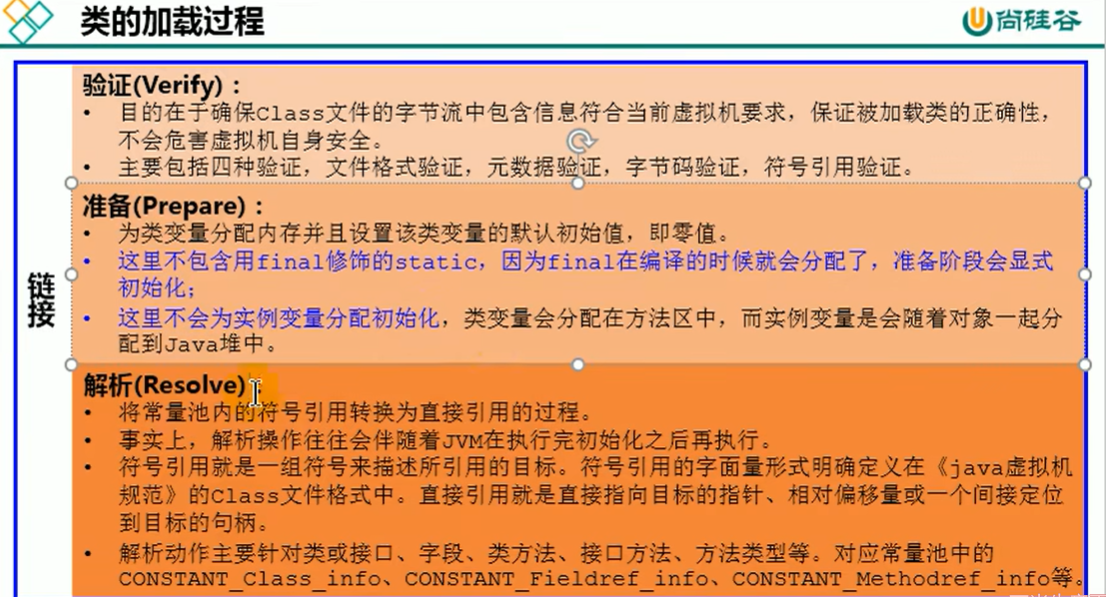 类的加载过程
尚硅谷
链接
验证(Verify)：
• 目的在于确保Class文件的字节流中包含信息符合当前虚拟机要求，保证被加载类的正确性，
不会危害虚拟机自身安全。
• 主要包括四种验证，文件格式验证，元数据验证，字节码验证，符号引用验证。
准备(Prepare)：
• 为类变量分配内存并且设置该类变量的默认初始值，即零值。
• 这里不包含用final修饰的static，因为final在编译的时候就会分配了，准备阶段会显式
初始化；
• 这里不会为实例变量分配初始化，类变量会分配在方法区中，而实例变量是会随着对象一起分
配到Java堆中。
解析(Resolve)：
• 将常量池内的符号引用转换为直接引用的过程。
• 事实上，解析操作往往会伴随着JVM在执行完初始化之后再执行。
• 符号引用就是一组符号来描述所引用的目标。符号引用的字面量形式明确定义在《java虚拟机
规范》的Class文件格式中。直接引用就是直接指向目标的指针、相对偏移量或一个间接定位
到目标的句柄。
• 解析动作主要针对类或接口、字段、类方法、接口方法、方法类型等。对应常量池中的
CONSTANT_Class_info、CONSTANT_Fieldref_info、CONSTANT_Methodref_info等。